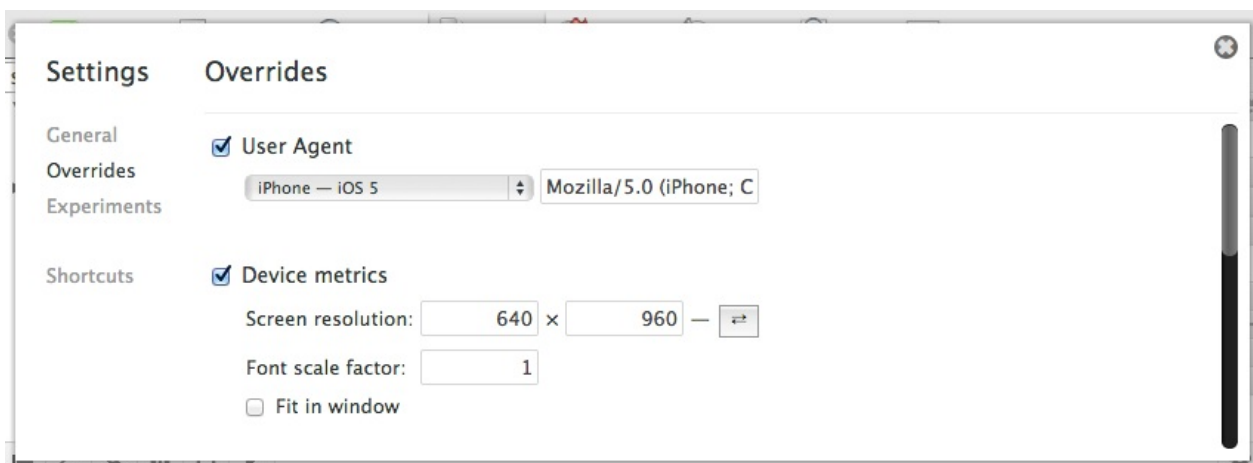 Settings
Overrides
General
Overrides
Experiments
Shortcuts
User Agent
iPhone — iOS 5
Mozilla/5.0 (iPhone; C
Device metrics
Screen resolution: 640 × 960 — ⇄
Font scale factor: 1
Fit in window